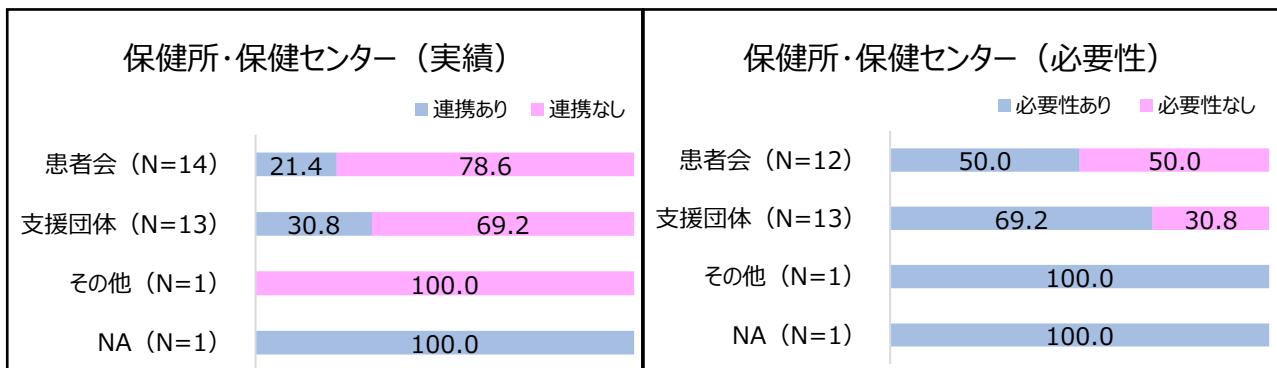 保健所・保健センター（実績）
連携あり 連携なし
患者会（N=14） 21.4 78.6
支援団体（N=13） 30.8 69.2
その他（N=1） 100.0
NA（N=1） 100.0
保健所・保健センター（必要性）
必要性あり 必要性なし
患者会（N=12） 50.0 50.0
支援団体（N=13） 69.2 30.8
その他（N=1） 100.0
NA（N=1） 100.0